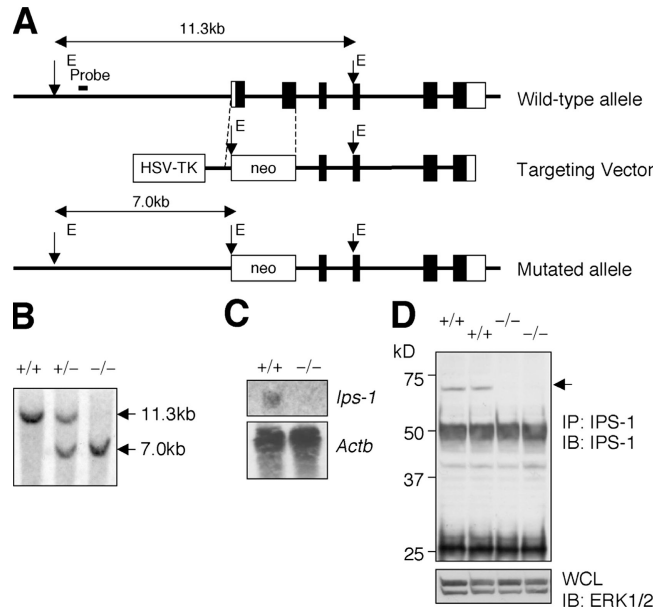 A
11.3kb
E
E
Probe
Wild-type allele
E
E
HSV-TK
neo
Targeting Vector
7.0kb
E
E
E
neo
Mutated allele
B
+/+ +/− −/−
11.3kb
7.0kb
C
+/+ −/−
Ips-1
Actb
D
+/+ +/+ −/− −/−
kD
75
50
37
25
IP: IPS-1
IB: IPS-1
WCL
IB: ERK1/2